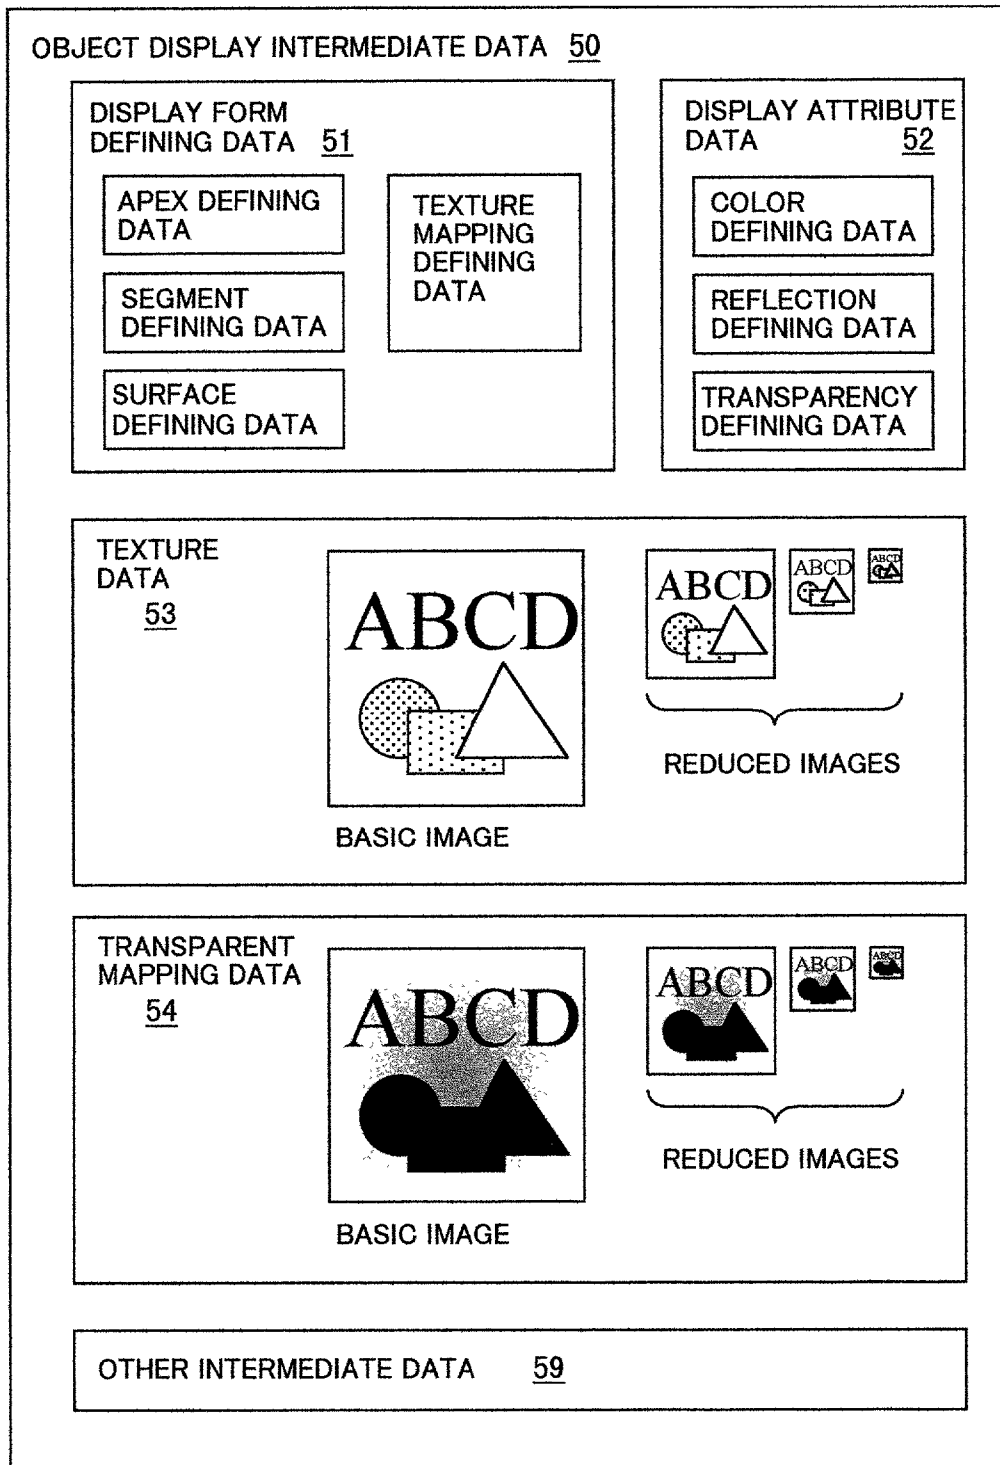 OBJECT DISPLAY INTERMEDIATE DATA 50
DISPLAY FORM
DEFINING DATA 51
APEX DEFINING
DATA
SEGMENT
DEFINING DATA
SURFACE
DEFINING DATA
TEXTURE
MAPPING
DEFINING
DATA
DISPLAY ATTRIBUTE
DATA 52
COLOR
DEFINING DATA
REFLECTION
DEFINING DATA
TRANSPARENCY
DEFINING DATA
TEXTURE
DATA
53
ABCD
BASIC IMAGE
ABCD
ABCD
ABCD
REDUCED IMAGES
TRANSPARENT
MAPPING DATA
54
ABCD
BASIC IMAGE
ABCD
ABCD
ABCD
REDUCED IMAGES
OTHER INTERMEDIATE DATA 59